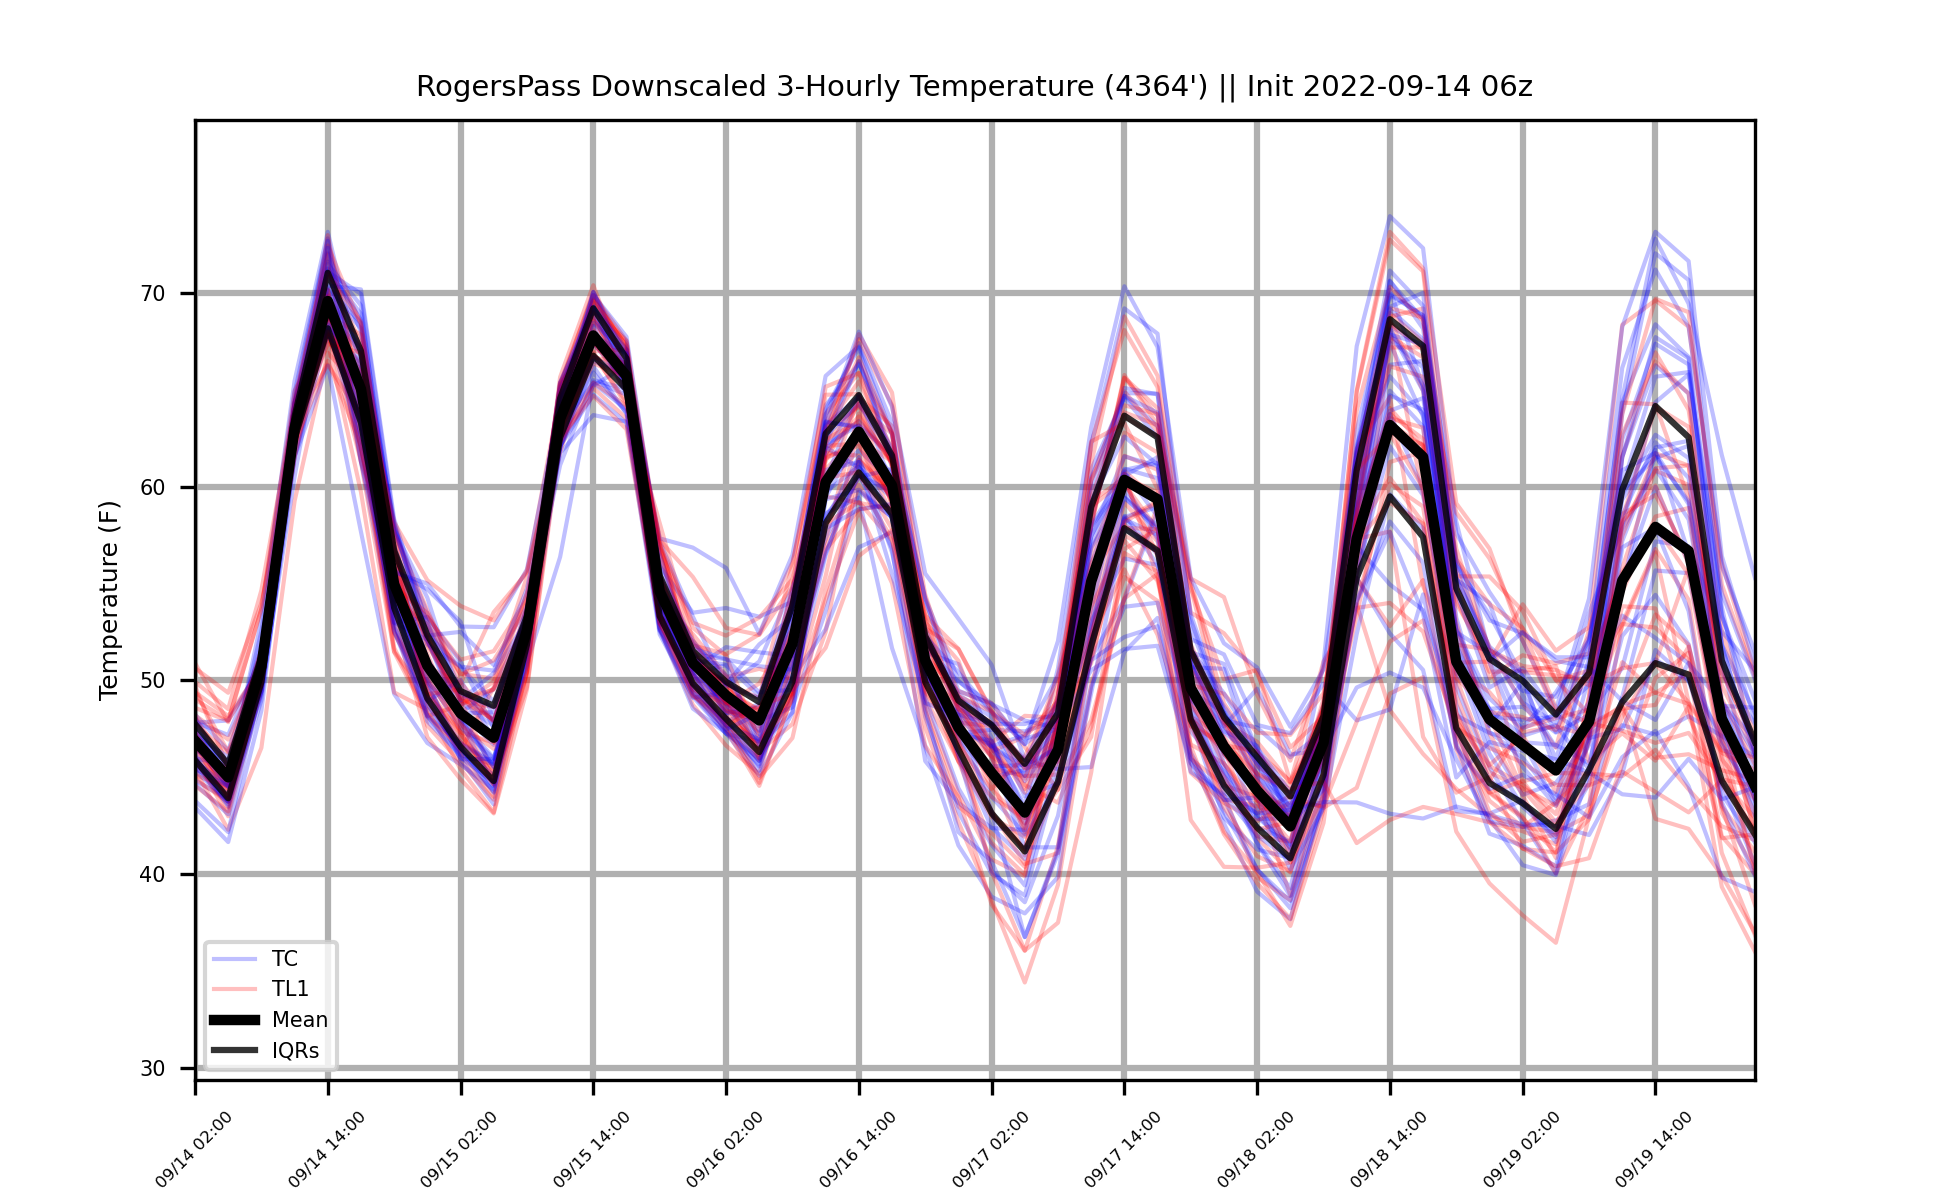 RogersPass Downscaled 3-Hourly Temperature (4364') || Init 2022-09-14 06z
Temperature (F)
70
60
50
40
30
TC
TL1
Mean
IQRs
09/14 02:00
09/14 14:00
09/15 02:00
09/15 14:00
09/16 02:00
09/16 14:00
09/17 02:00
09/17 14:00
09/18 02:00
09/18 14:00
09/19 02:00
09/19 14:00